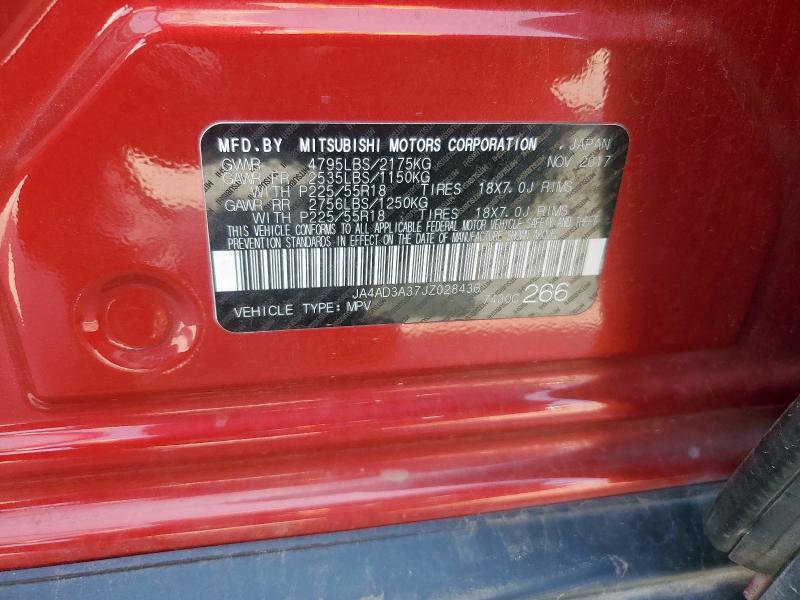 MFD.BY MITSUBISHI MOTORS CORPORATION , JAPAN
GVWR 4795LBS/2175KG NOV 2017
GAWR FR 2535LBS/1150KG
WITH P225/55R18 TIRES 18X7.0J RIMS
GAWR RR 2756LBS/1250KG
WITH P225/55R18 TIRES 18X7.0J RIMS
THIS VEHICLE CONFORMS TO ALL APPLICABLE FEDERAL MOTOR VEHICLE SAFETY AND THEFT
PREVENTION STANDARDS IN EFFECT ON THE DATE OF MANUFACTURE SHOWN ABOVE.
JA4AD3A37JZ028436
266
VEHICLE TYPE: MPV